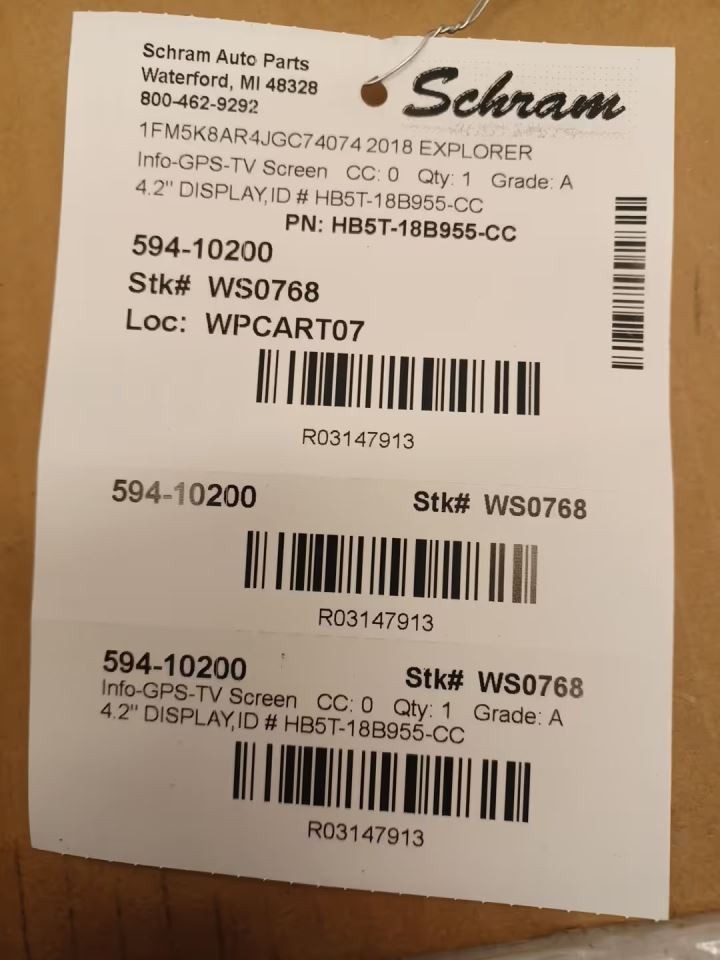 Schram Auto Parts
Waterford, MI 48328
800-462-9292
Schram
1FM5K8AR4JGC74074 2018 EXPLORER
Info-GPS-TV Screen CC: 0 Qty: 1 Grade: A
4.2" DISPLAY,ID # HB5T-18B955-CC
PN: HB5T-18B955-CC
594-10200
Stk# WS0768
Loc: WPCART07
R03147913
594-10200 Stk# WS0768
R03147913
594-10200 Stk# WS0768
Info-GPS-TV Screen CC: 0 Qty: 1 Grade: A
4.2" DISPLAY,ID # HB5T-18B955-CC
R03147913